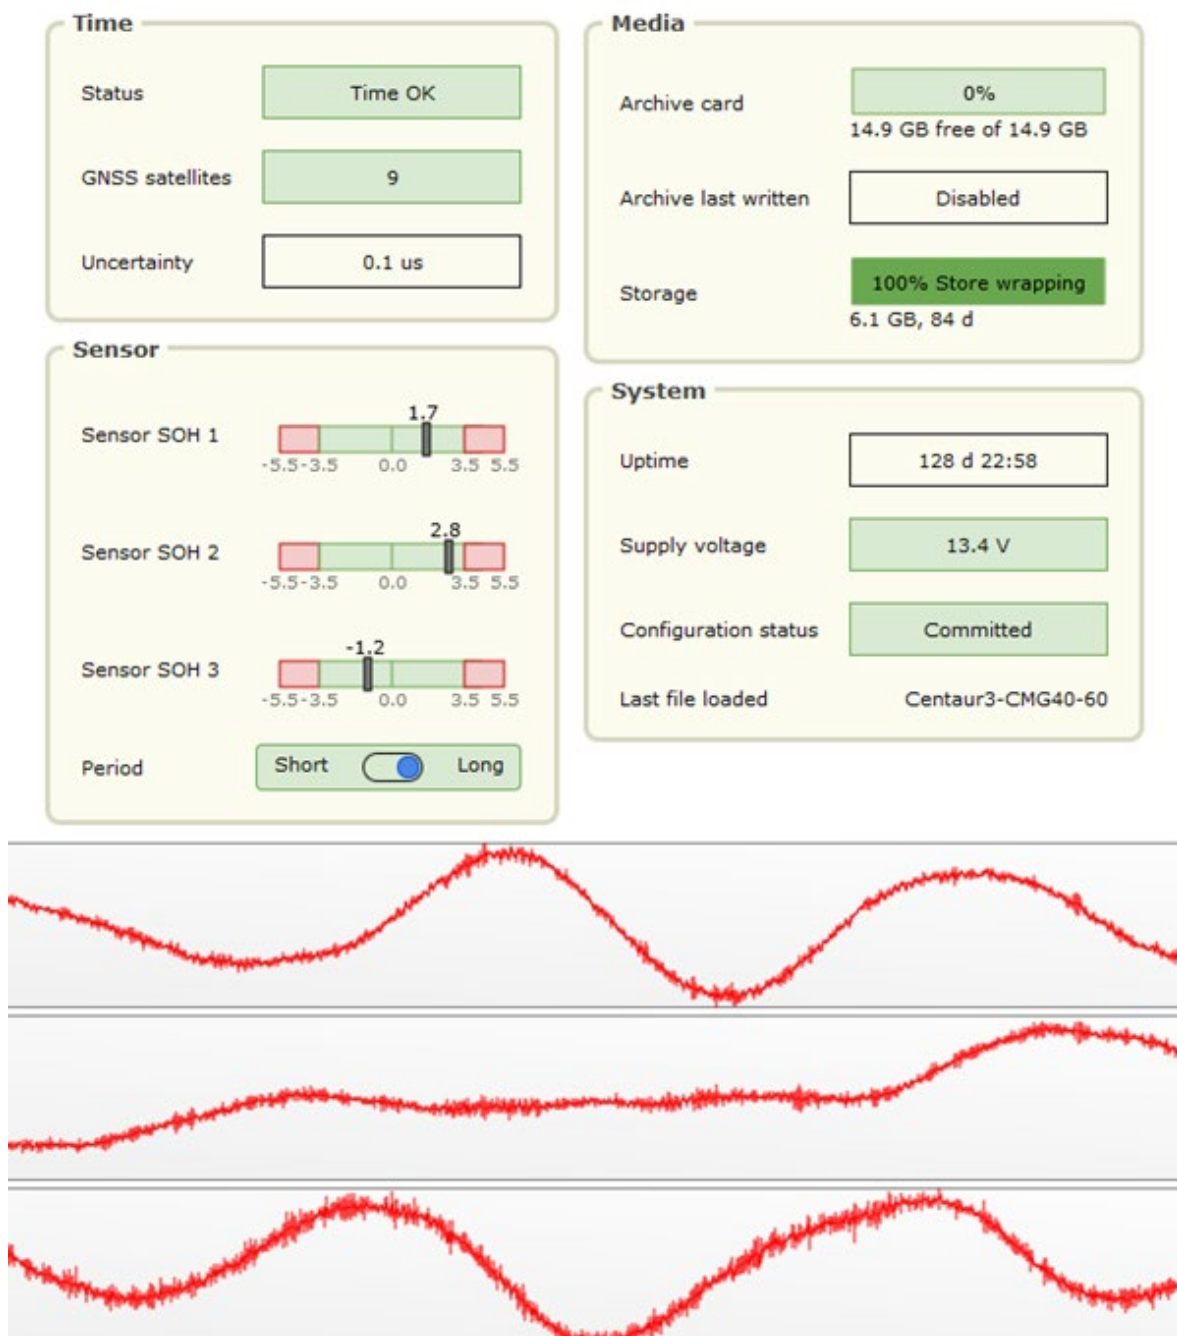 Time
Status
Time OK
GNSS satellites
9
Uncertainty
0.1 us
Sensor
Sensor SOH 1
1.7
-5.5 -3.5 0.0 3.5 5.5
Sensor SOH 2
2.8
-5.5 -3.5 0.0 3.5 5.5
Sensor SOH 3
-1.2
-5.5 -3.5 0.0 3.5 5.5
Period
Short Long
Media
Archive card
0%
14.9 GB free of 14.9 GB
Archive last written
Disabled
Storage
100% Store wrapping
6.1 GB, 84 d
System
Uptime
128 d 22:58
Supply voltage
13.4 V
Configuration status
Committed
Last file loaded
Centaur3-CMG40-60